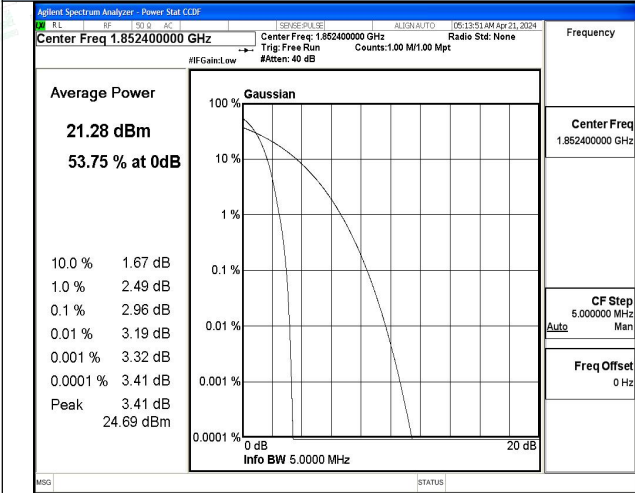 Agilent Spectrum Analyzer - Power Stat CCDF
LXI RL RF 50 Ω AC SENSE:PULSE ALIGN AUTO 05:13:51 AM Apr 21, 2024
Center Freq 1.852400000 GHz
Center Freq: 1.852400000 GHz Radio Std: None
Trig: Free Run Counts:1.00 M/1.00 Mpt
#IFGain:Low #Atten: 40 dB
Frequency
Average Power
21.28 dBm
53.75 % at 0dB
10.0 % 1.67 dB
1.0 % 2.49 dB
0.1 % 2.96 dB
0.01 % 3.19 dB
0.001 % 3.32 dB
0.0001 % 3.41 dB
Peak 3.41 dB
24.69 dBm
Gaussian
100 %
10 %
1 %
0.1 %
0.01 %
0.001 %
0.0001 %
0 dB 20 dB
Info BW 5.0000 MHz
Center Freq
1.852400000 GHz
CF Step
5.000000 MHz
Auto Man
Freq Offset
0 Hz
MSG STATUS